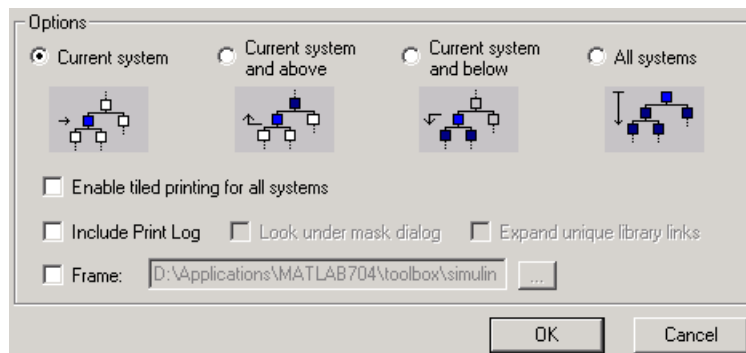 Options
Current system
Current system and above
Current system and below
All systems
Enable tiled printing for all systems
Include Print Log
Look under mask dialog
Expand unique library links
Frame:
D:\Applications\MATLAB704\toolbox\simulin
...
OK
Cancel